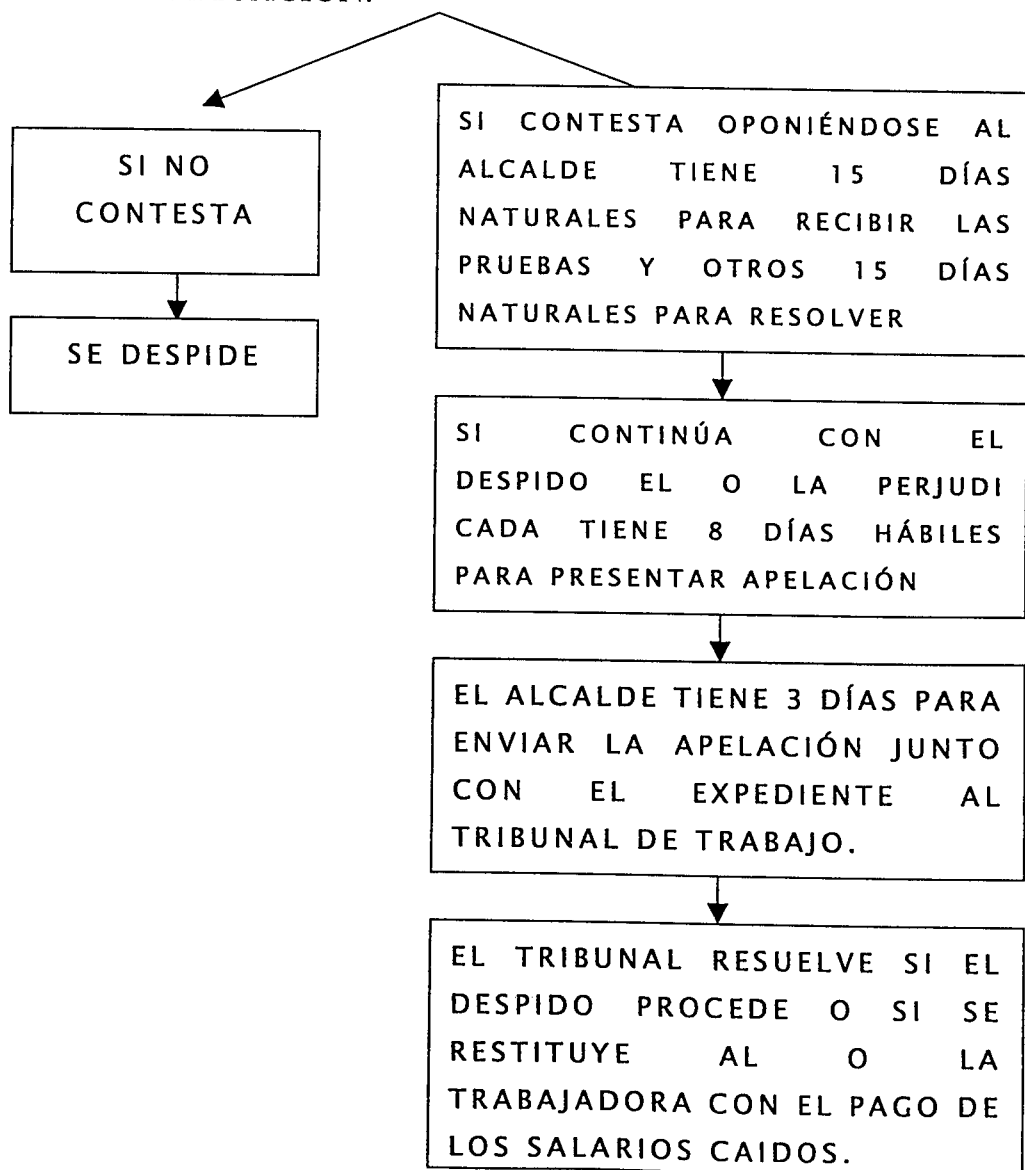 SI NO
CONTESTA
SE DESPIDE
SI CONTESTA OPONIÉNDOSE AL
ALCALDE TIENE 15 DÍAS
NATURALES PARA RECIBIR LAS
PRUEBAS Y OTROS 15 DÍAS
NATURALES PARA RESOLVER
SI CONTINÚA CON EL
DESPIDO EL O LA PERJUDI
CADA TIENE 8 DÍAS HÁBILES
PARA PRESENTAR APELACIÓN
EL ALCALDE TIENE 3 DÍAS PARA
ENVIAR LA APELACIÓN JUNTO
CON EL EXPEDIENTE AL
TRIBUNAL DE TRABAJO.
EL TRIBUNAL RESUELVE SI EL
DESPIDO PROCEDE O SI SE
RESTITUYE AL O LA
TRABAJADORA CON EL PAGO DE
LOS SALARIOS CAIDOS.